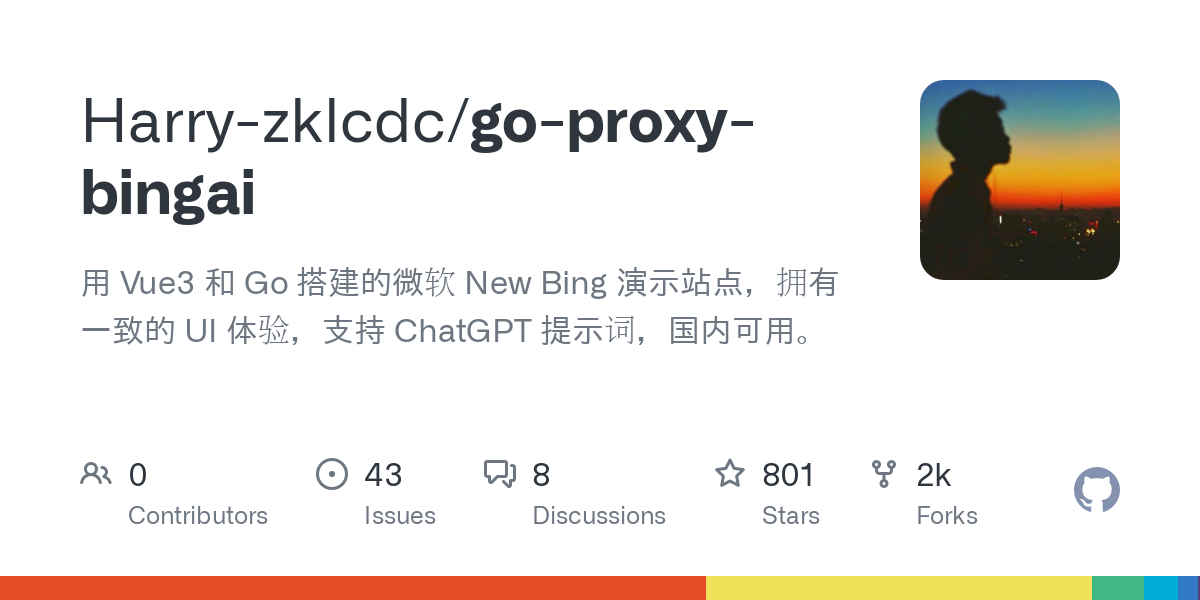 Harry-zklcdc/go-proxy-
bingai
用 Vue3 和 Go 搭建的微软 New Bing 演示站点，拥有
一致的 UI 体验，支持 ChatGPT 提示词，国内可用。
0 43 8 801 2k
Contributors Issues Discussions Stars Forks